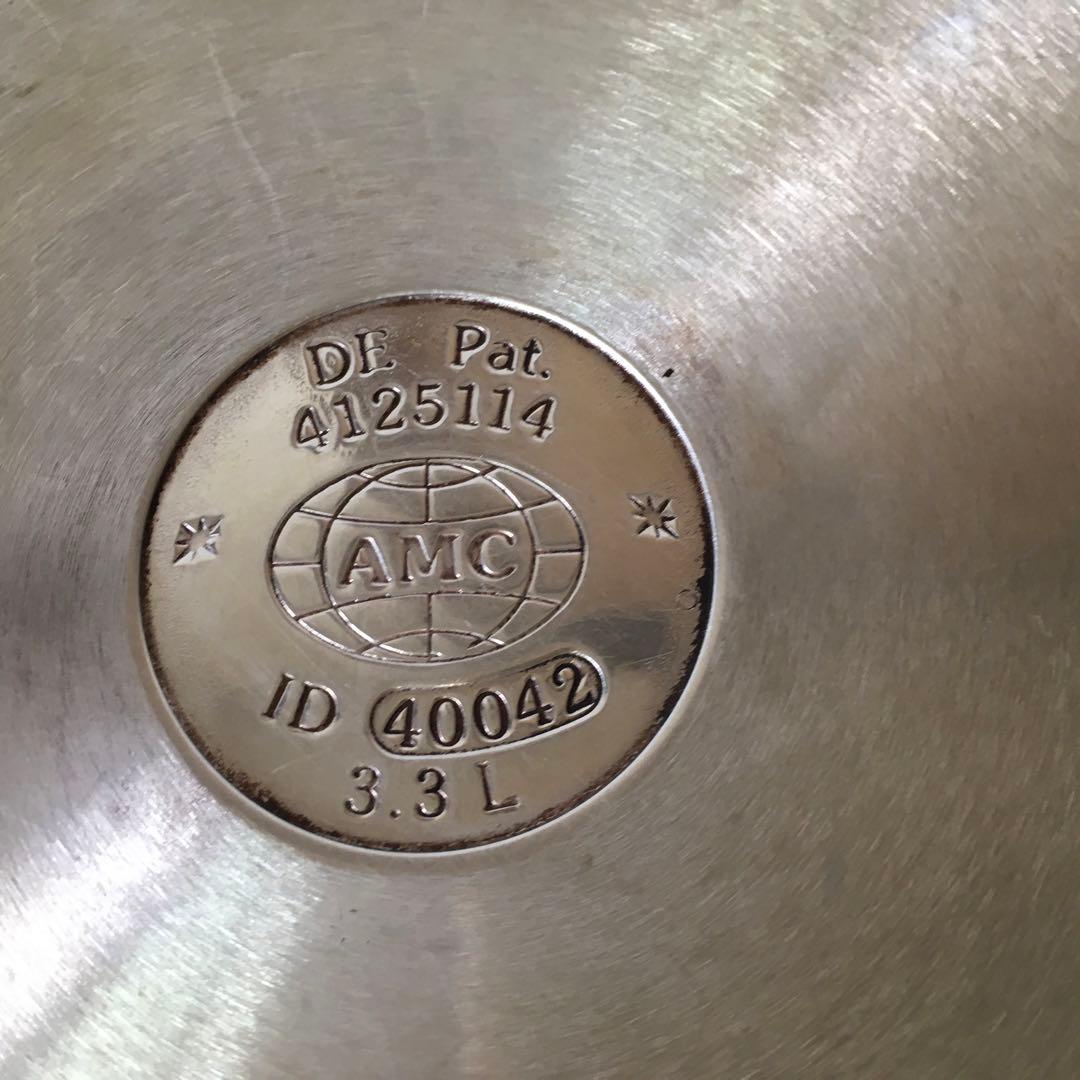 DE Pat.
4125114
AMC
ID 40042
3.3 L